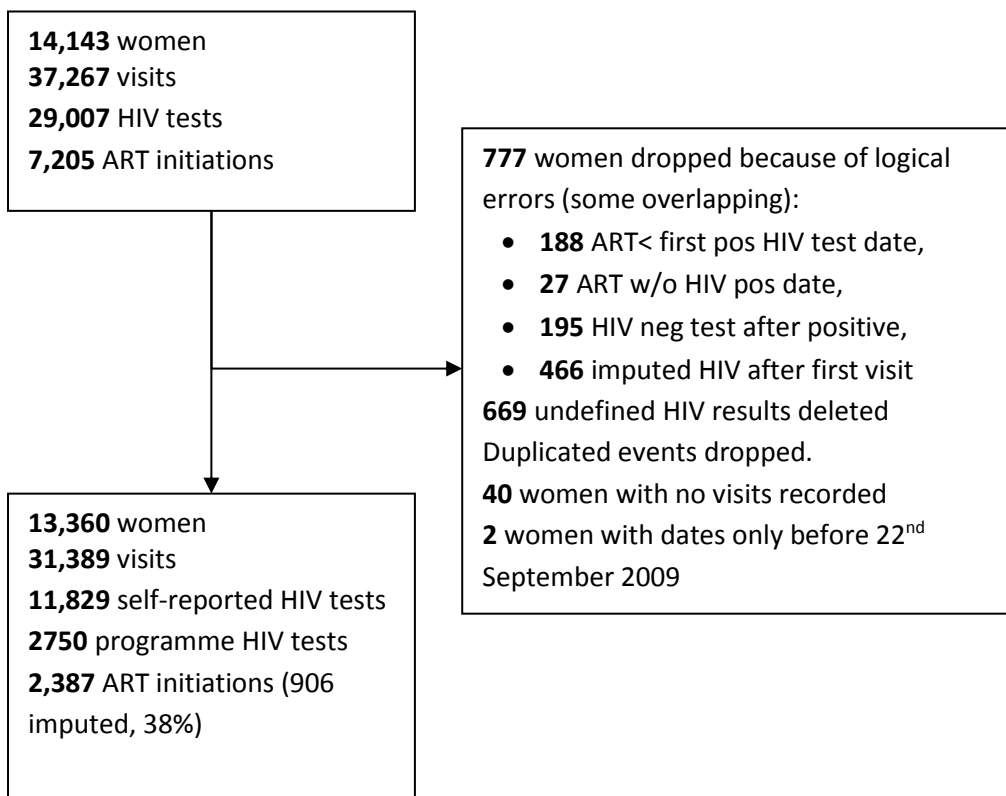 14,143 women
37,267 visits
29,007 HIV tests
7,205 ART initiations
777 women dropped because of logical
errors (some overlapping):
• 188 ART< first pos HIV test date,
• 27 ART w/o HIV pos date,
• 195 HIV neg test after positive,
• 466 imputed HIV after first visit
669 undefined HIV results deleted
Duplicated events dropped.
40 women with no visits recorded
2 women with dates only before 22nd
September 2009
13,360 women
31,389 visits
11,829 self-reported HIV tests
2750 programme HIV tests
2,387 ART initiations (906
imputed, 38%)